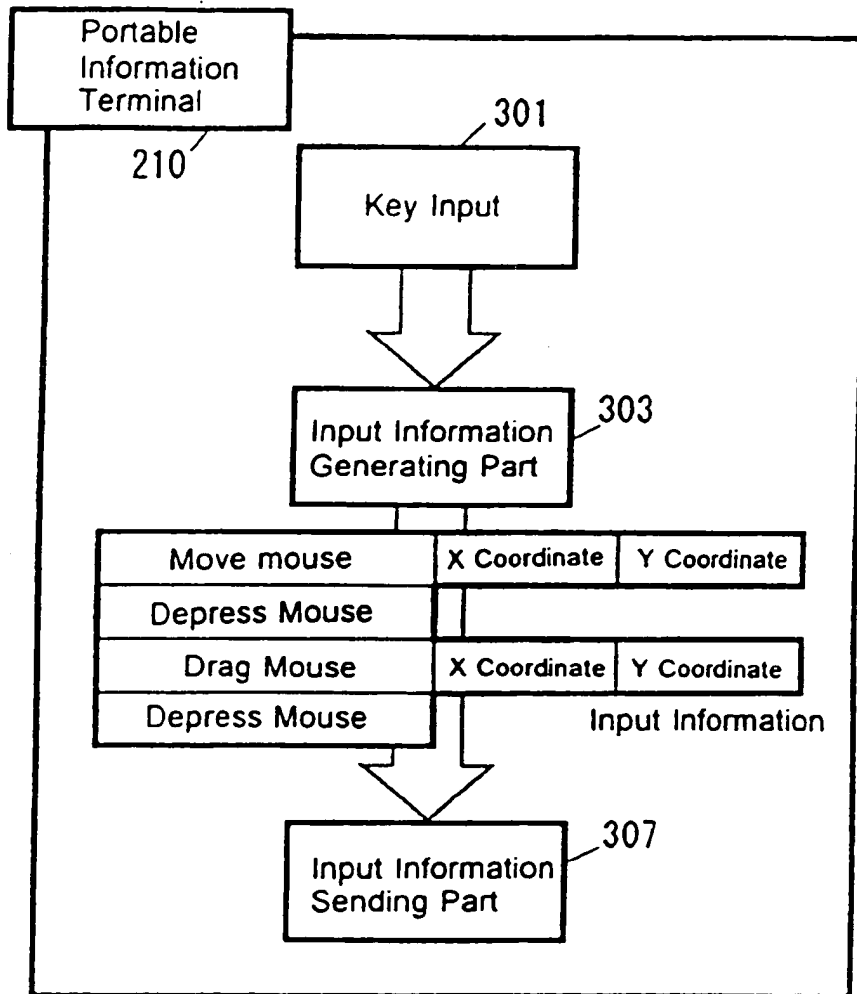 Portable
Information
Terminal
210
301
Key Input
303
Input Information
Generating Part
Move mouse X Coordinate Y Coordinate
Depress Mouse
Drag Mouse X Coordinate Y Coordinate
Depress Mouse
Input Information
307
Input Information
Sending Part